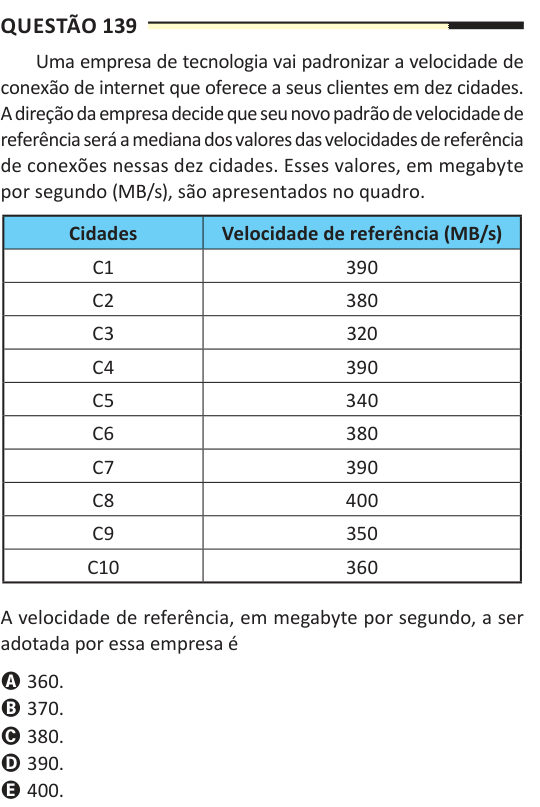 QUESTÃO 139
Uma empresa de tecnologia vai padronizar a velocidade de
conexão de internet que oferece a seus clientes em dez cidades.
A direção da empresa decide que seu novo padrão de velocidade de
referência será a mediana dos valores das velocidades de referência
de conexões nessas dez cidades. Esses valores, em megabyte
por segundo (MB/s), são apresentados no quadro.
Cidades Velocidade de referência (MB/s)
C1 390
C2 380
C3 320
C4 390
C5 340
C6 380
C7 390
C8 400
C9 350
C10 360
A velocidade de referência, em megabyte por segundo, a ser
adotada por essa empresa é
A 360.
B 370.
C 380.
D 390.
E 400.